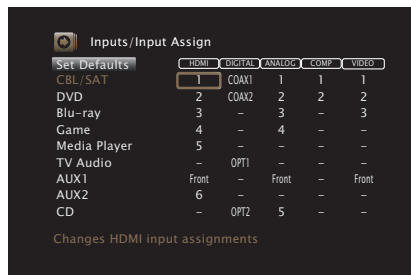 Inputs/Input Assign
Set Defaults HDMI DIGITAL ANALOG COMP VIDEO
CBL/SAT 1 COAX1 1 1 1
DVD 2 COAX2 2 2 2
Blu-ray 3 – 3 – 3
Game 4 – 4 – –
Media Player 5 – – – –
TV Audio – OPT1 – – –
AUX1 Front – Front – Front
AUX2 6 – – – –
CD – OPT2 5 – –
Changes HDMI input assignments